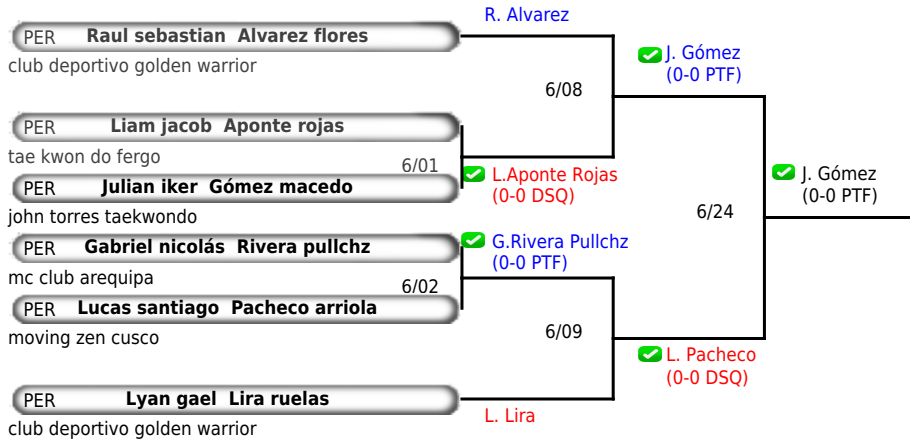 R. Alvarez
PER Raul sebastian Alvarez flores
club deportivo golden warrior
J. Gómez
(0-0 PTF)
6/08
PER Liam jacob Aponte rojas
tae kwon do fergo
6/01
L.Aponte Rojas
(0-0 DSQ)
PER Julian iker Gómez macedo
john torres taekwondo
J. Gómez
(0-0 PTF)
6/24
PER Gabriel nicolás Rivera pullchz
mc club arequipa
G.Rivera Pullchz
(0-0 PTF)
6/02
PER Lucas santiago Pacheco arriola
moving zen cusco
6/09
L. Pacheco
(0-0 DSQ)
PER Lyan gael Lira ruelas
club deportivo golden warrior
L. Lira